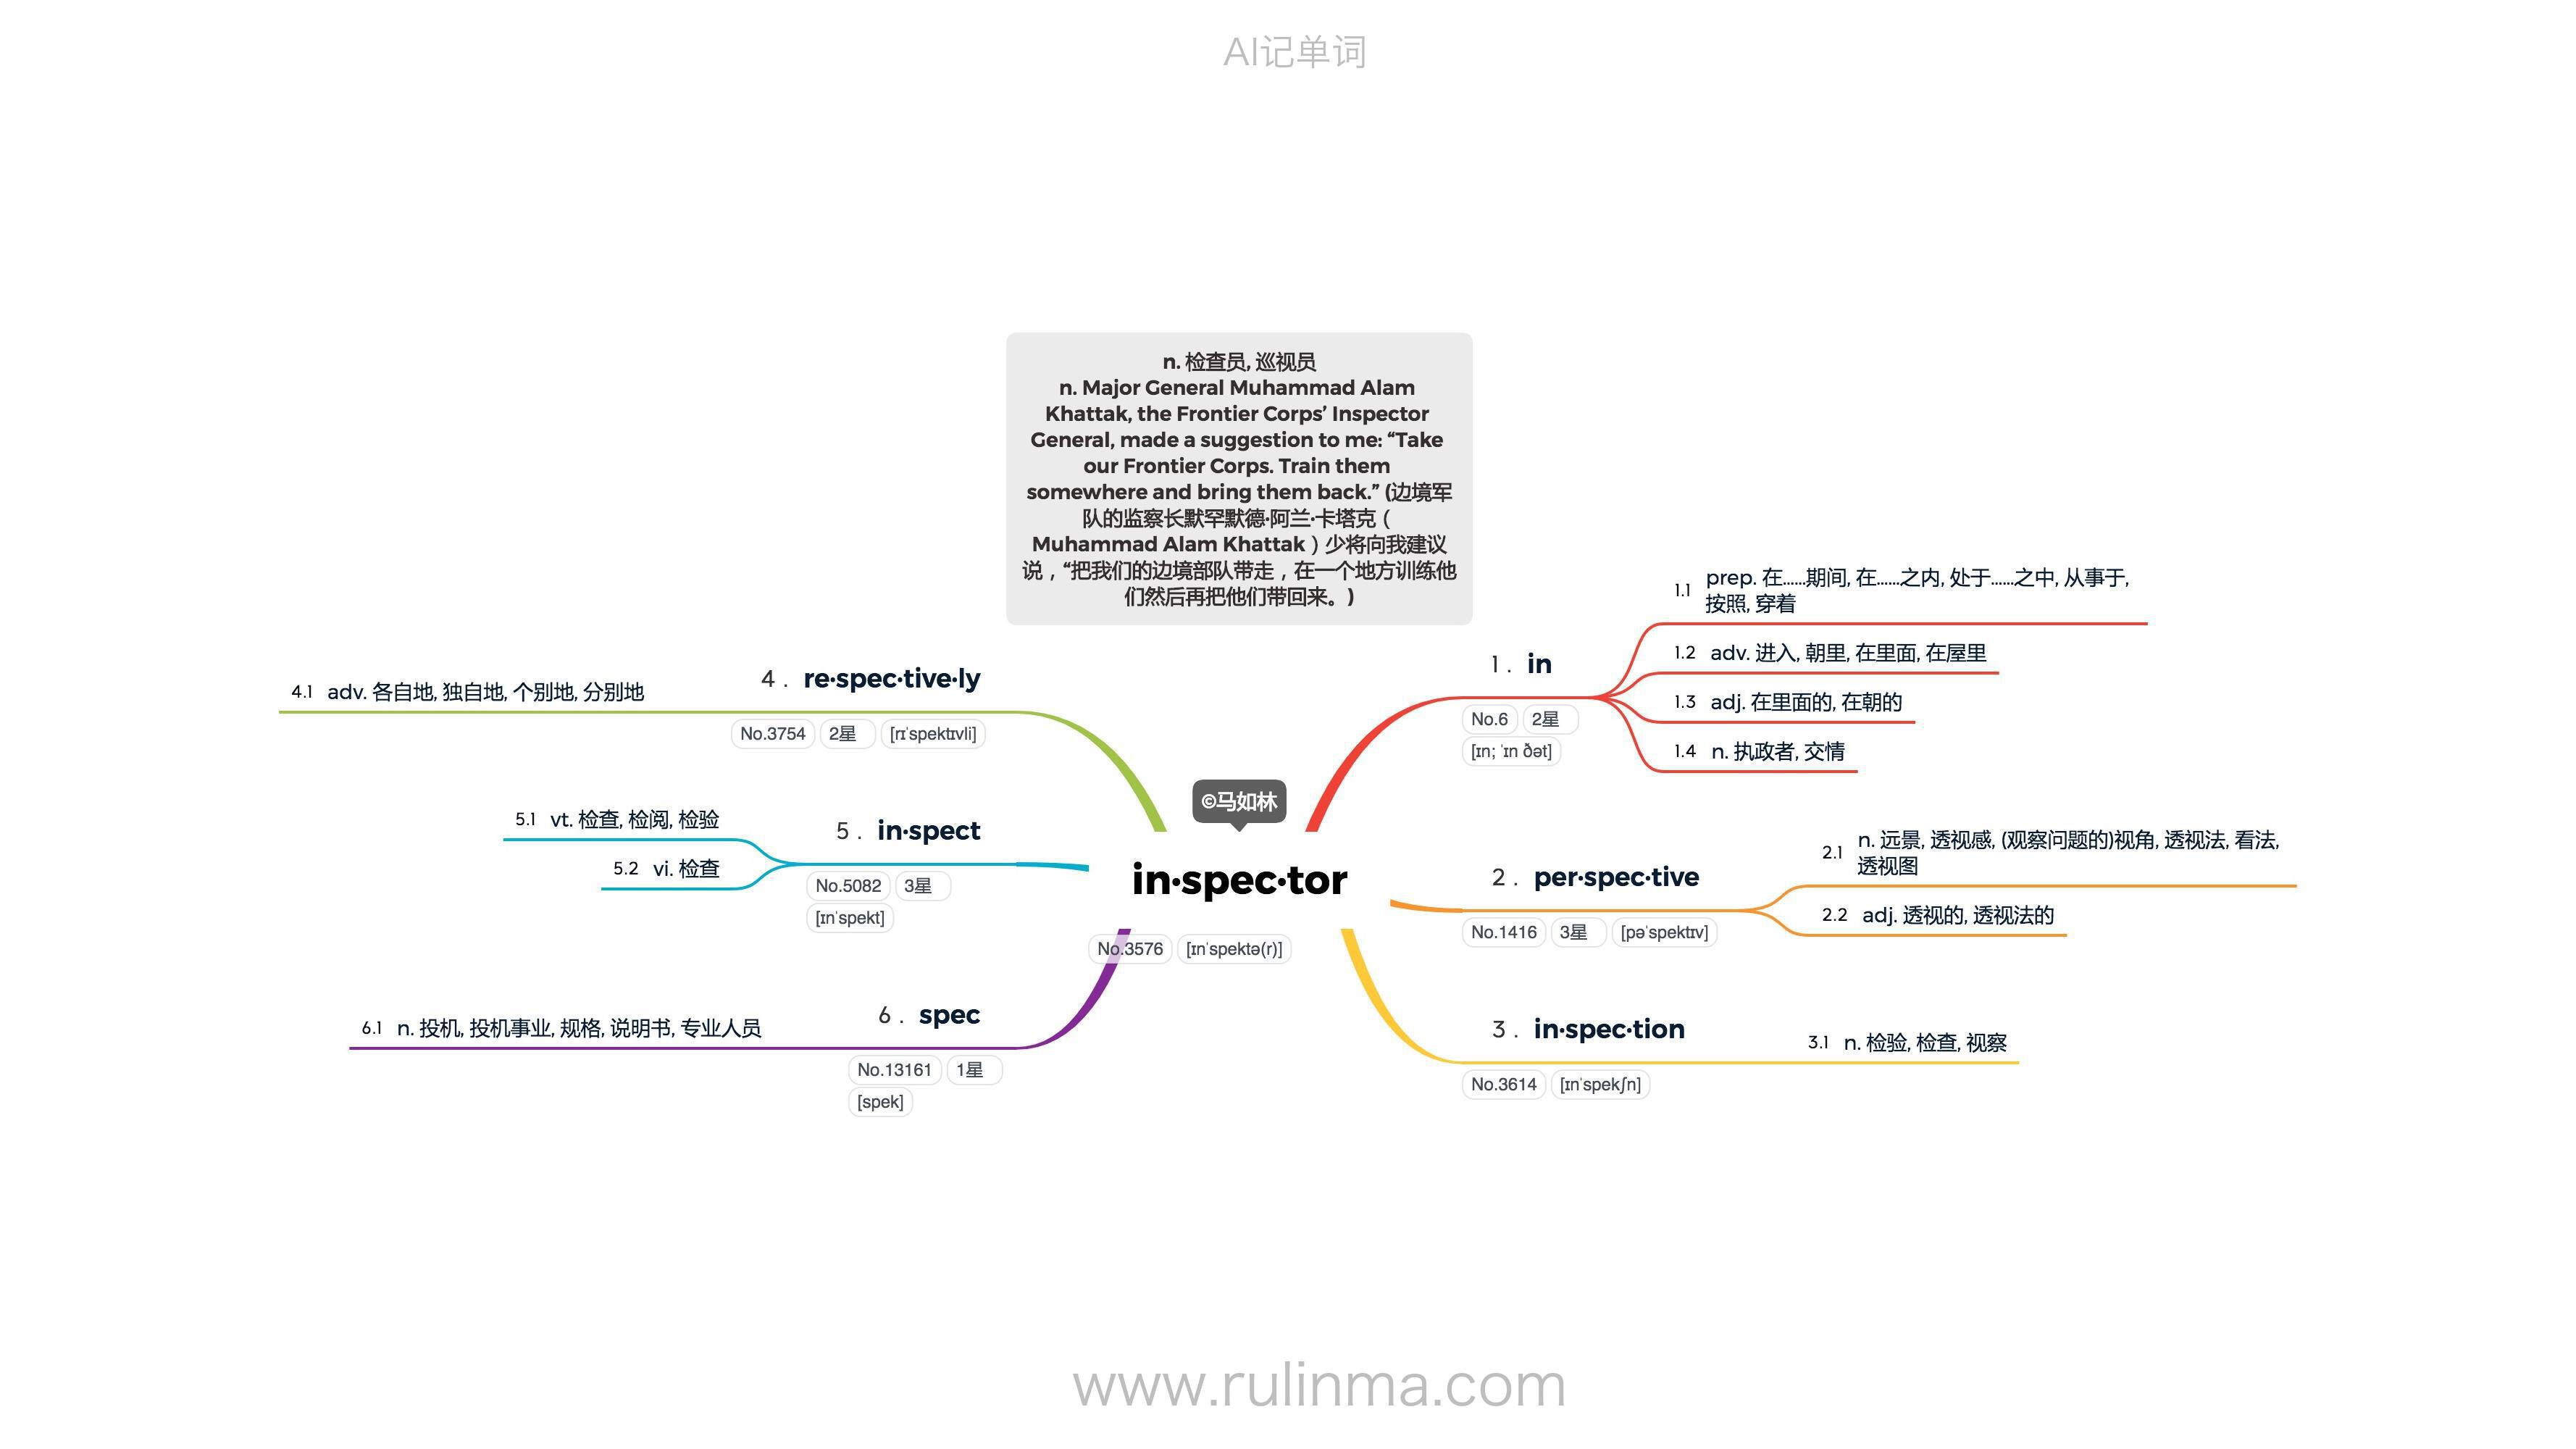 AI记单词
n. 检查员, 巡视员
n. Major General Muhammad Alam
Khattak, the Frontier Corps’ Inspector
General, made a suggestion to me: “Take
our Frontier Corps. Train them
somewhere and bring them back.” (边境军
队的监察长默罕默德·阿兰·卡塔克（
Muhammad Alam Khattak）少将向我建议
说，“把我们的边境部队带走，在一个地方训练他
们然后再把他们带回来。)
©马如林
in·spec·tor
No.3576 [ɪnˈspektə(r)]
1. in
No.6 2星
[ɪn; ˈɪn ðət]
1.1 prep. 在……期间, 在……之内, 处于……之中, 从事于,
按照, 穿着
1.2 adv. 进入, 朝里, 在里面, 在屋里
1.3 adj. 在里面的, 在朝的
1.4 n. 执政者, 交情
2. per·spec·tive
No.1416 3星 [pəˈspektɪv]
2.1 n. 远景, 透视感, (观察问题的)视角, 透视法, 看法,
透视图
2.2 adj. 透视的, 透视法的
3. in·spec·tion
No.3614 [ɪnˈspekʃn]
3.1 n. 检验, 检查, 视察
4. re·spec·tive·ly
No.3754 2星 [rɪˈspektɪvli]
4.1 adv. 各自地, 独自地, 个别地, 分别地
5. in·spect
No.5082 3星
[ɪnˈspekt]
5.1 vt. 检查, 检阅, 检验
5.2 vi. 检查
6. spec
No.13161 1星
[spek]
6.1 n. 投机, 投机事业, 规格, 说明书, 专业人员
www.rulinma.com